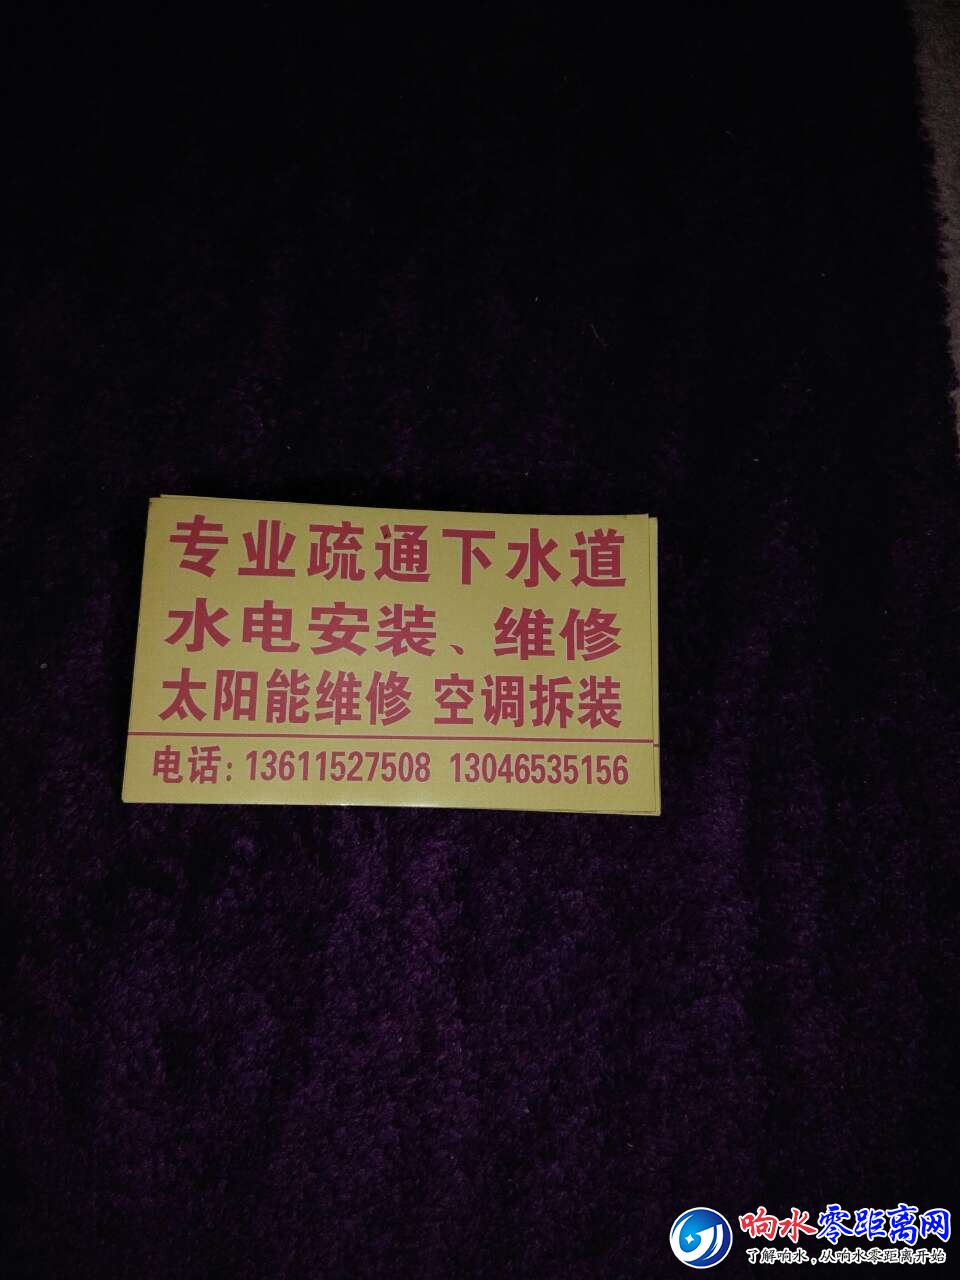 专业疏通下水道
水电安装、维修
太阳能维修 空调拆装
电话：13611527508 13046535156
响水零距离网
了解响水，从响水零距离开始